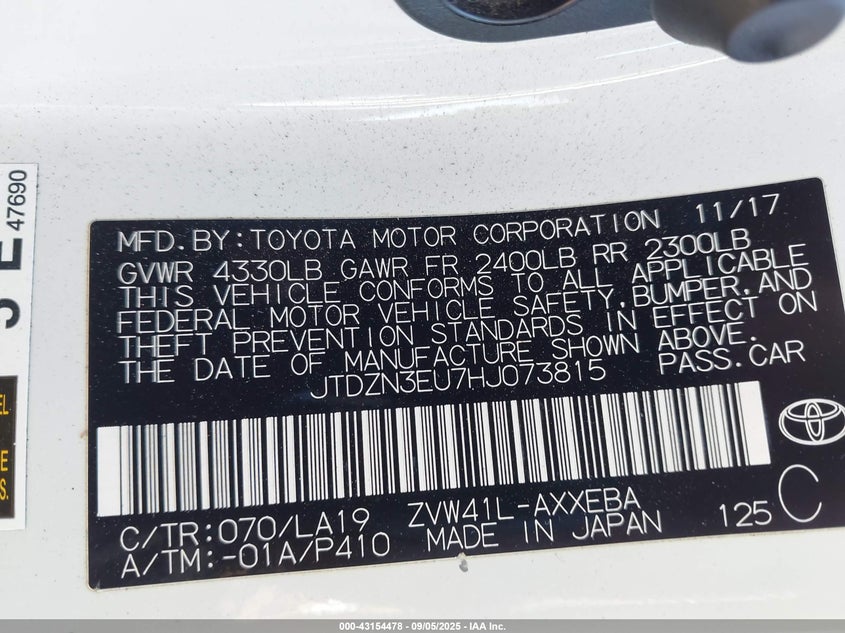 47690
MFD.BY:TOYOTA MOTOR CORPORATION 11/17
GVWR 4330LB GAWR FR 2400LB RR 2300LB
THIS VEHICLE CONFORMS TO ALL APPLICABLE
FEDERAL MOTOR VEHICLE SAFETY,BUMPER,AND
THEFT PREVENTION STANDARDS IN EFFECT ON
THE DATE OF MANUFACTURE SHOWN ABOVE.
JTDZN3EU7HJ073815 PASS.CAR
C/TR:070/LA19 ZVW41L-AXXEBA
A/TM:-01A/P410 MADE IN JAPAN 125 C
000-43154478 - 09/05/2025 - IAA Inc.